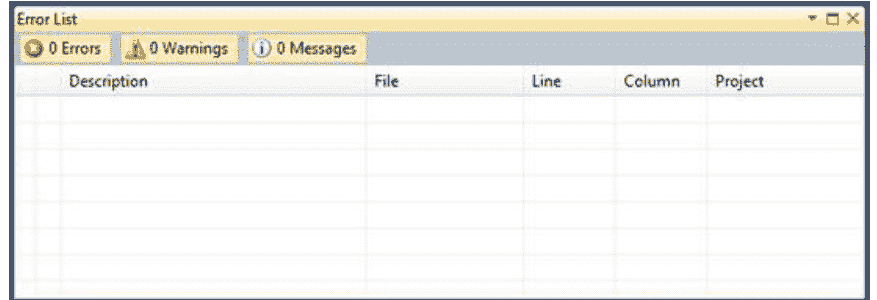 Error List
0 Errors 0 Warnings 0 Messages
Description File Line Column Project